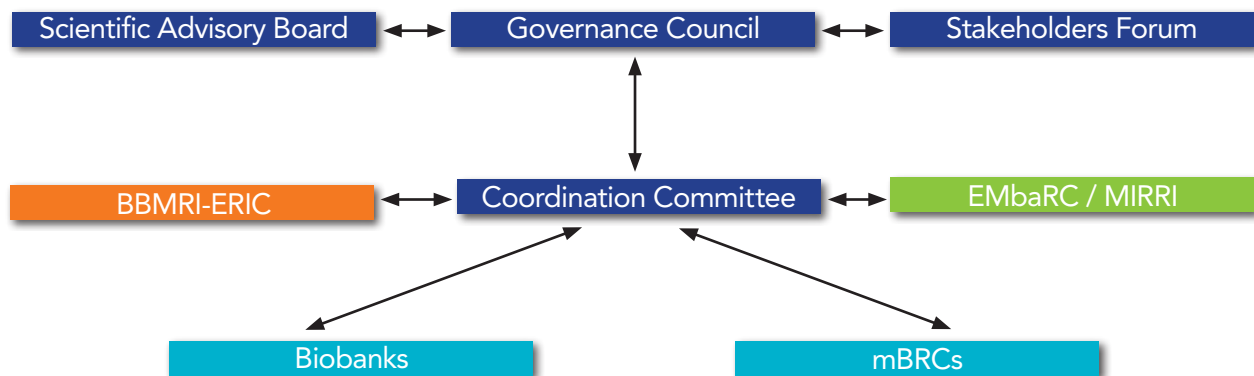 Scientific Advisory Board
Governance Council
Stakeholders Forum
BBMRI-ERIC
Coordination Committee
EMbaRC / MIRRI
Biobanks
mBRCs